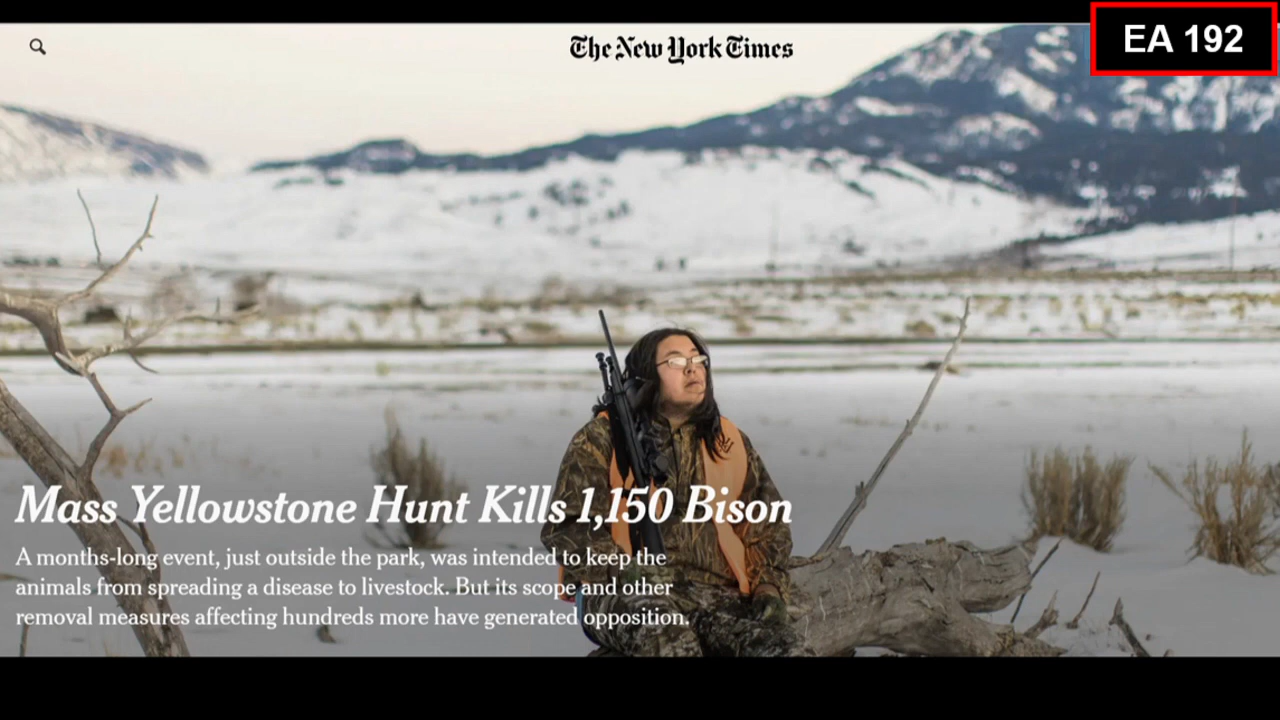 The New York Times
EA 192
Mass Yellowstone Hunt Kills 1,150 Bison
A months-long event, just outside the park, was intended to keep the
animals from spreading a disease to livestock. But its scope and other
removal measures affecting hundreds more have generated opposition.